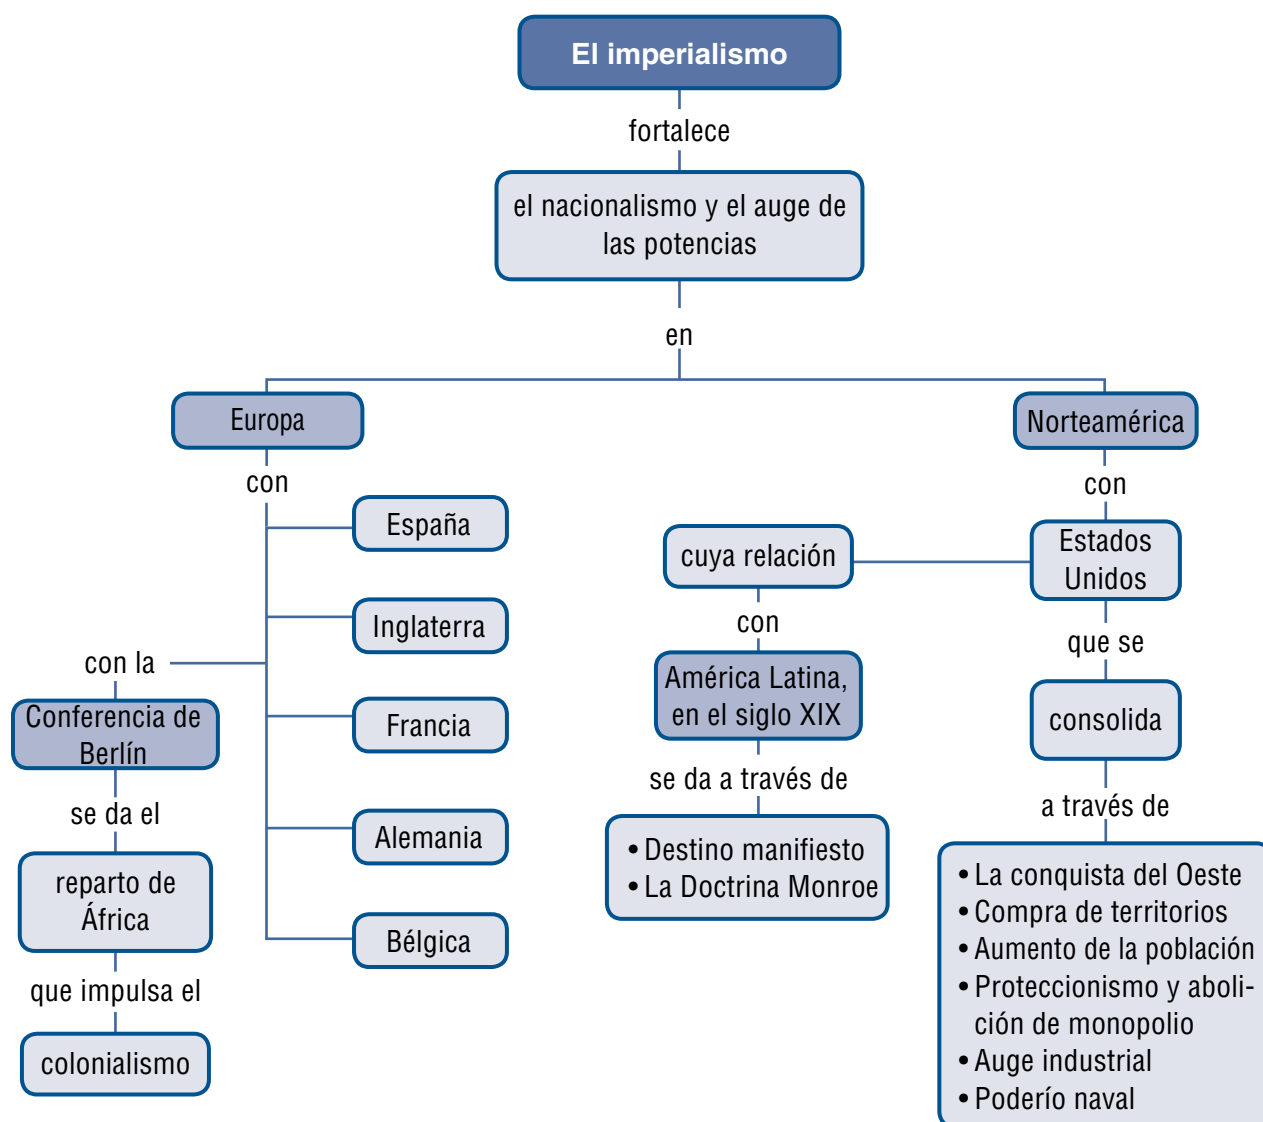 El imperialismo
fortalece
el nacionalismo y el auge de
las potencias
en
Europa
con
España
Inglaterra
Francia
Alemania
Bélgica
con la
Conferencia de
Berlín
se da el
reparto de
África
que impulsa el
colonialismo
Norteamérica
con
Estados
Unidos
cuya relación
con
América Latina,
en el siglo XIX
se da a través de
• Destino manifiesto
• La Doctrina Monroe
que se
consolida
a través de
• La conquista del Oeste
• Compra de territorios
• Aumento de la población
• Proteccionismo y aboli-
ción de monopolio
• Auge industrial
• Poderío naval